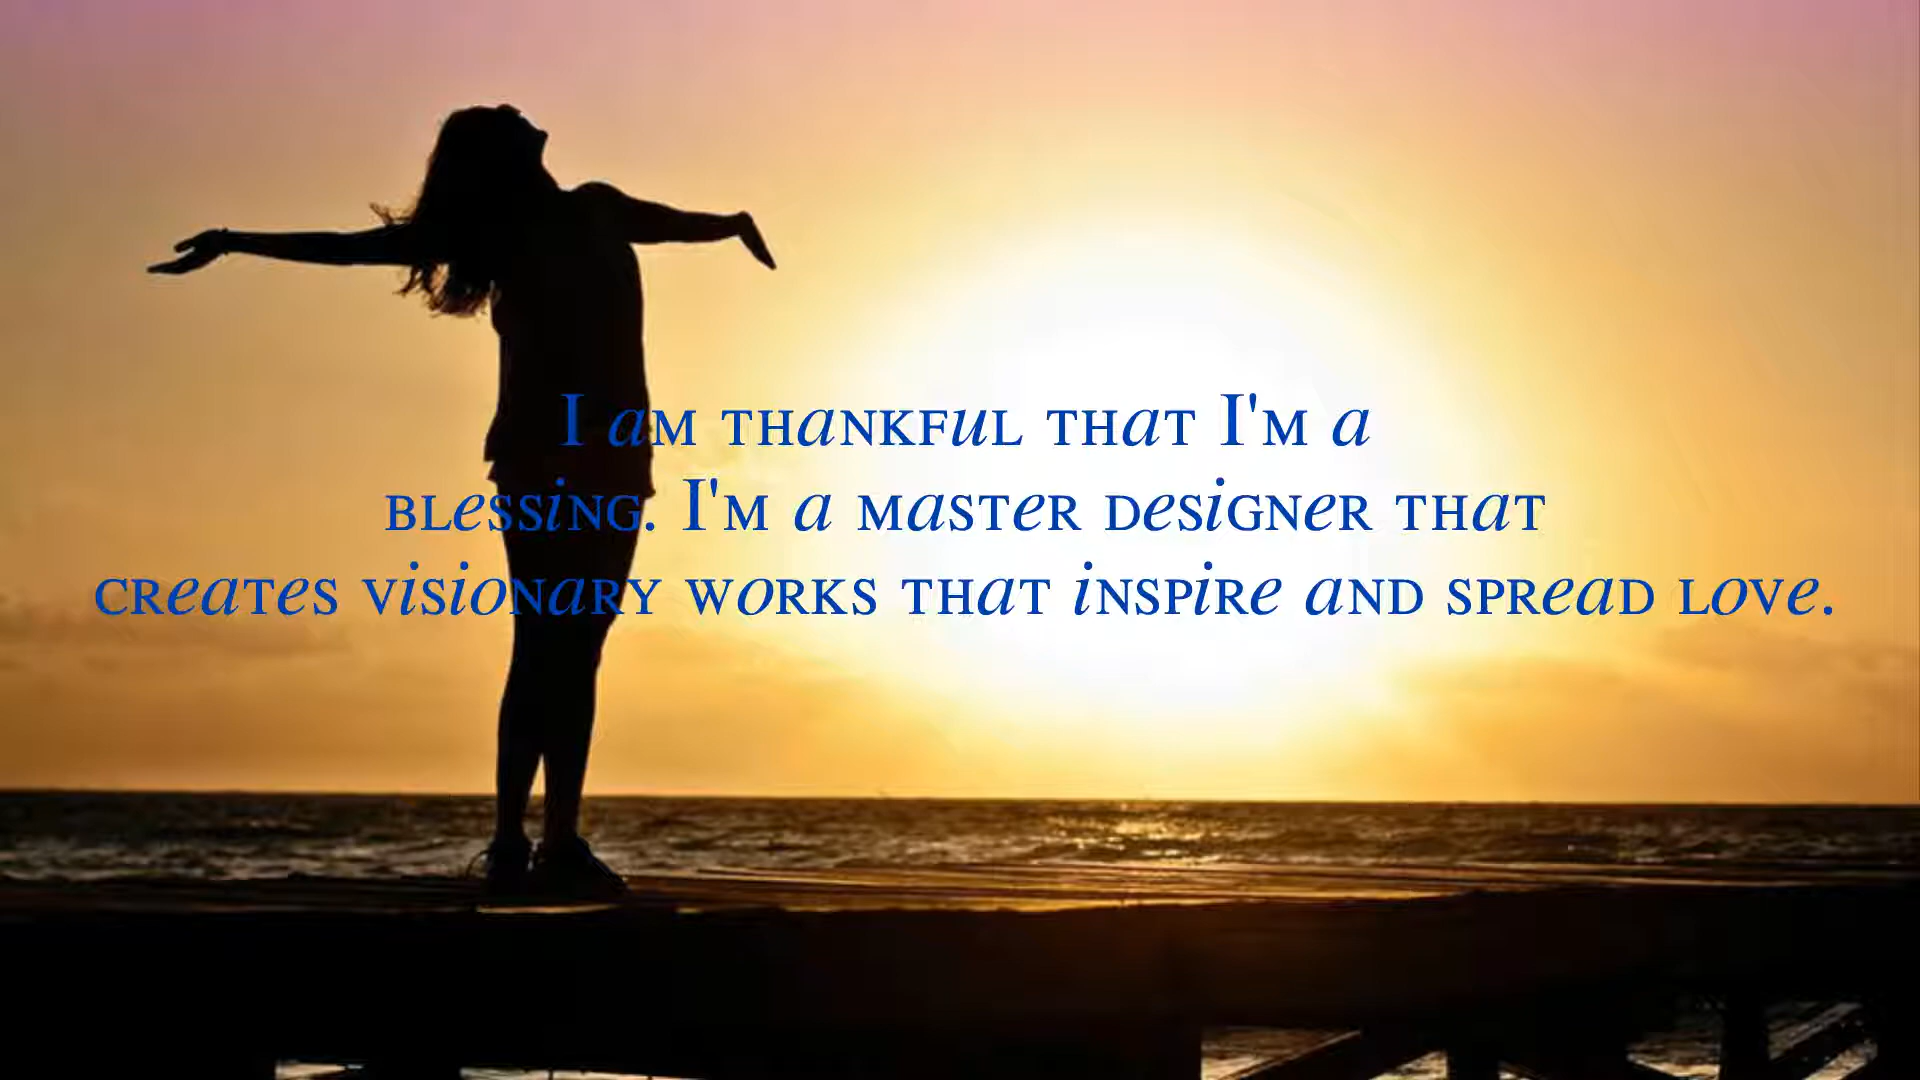 I am thankful that I'm a
blessing. I'm a master designer that
creates visionary works that inspire and spread love.